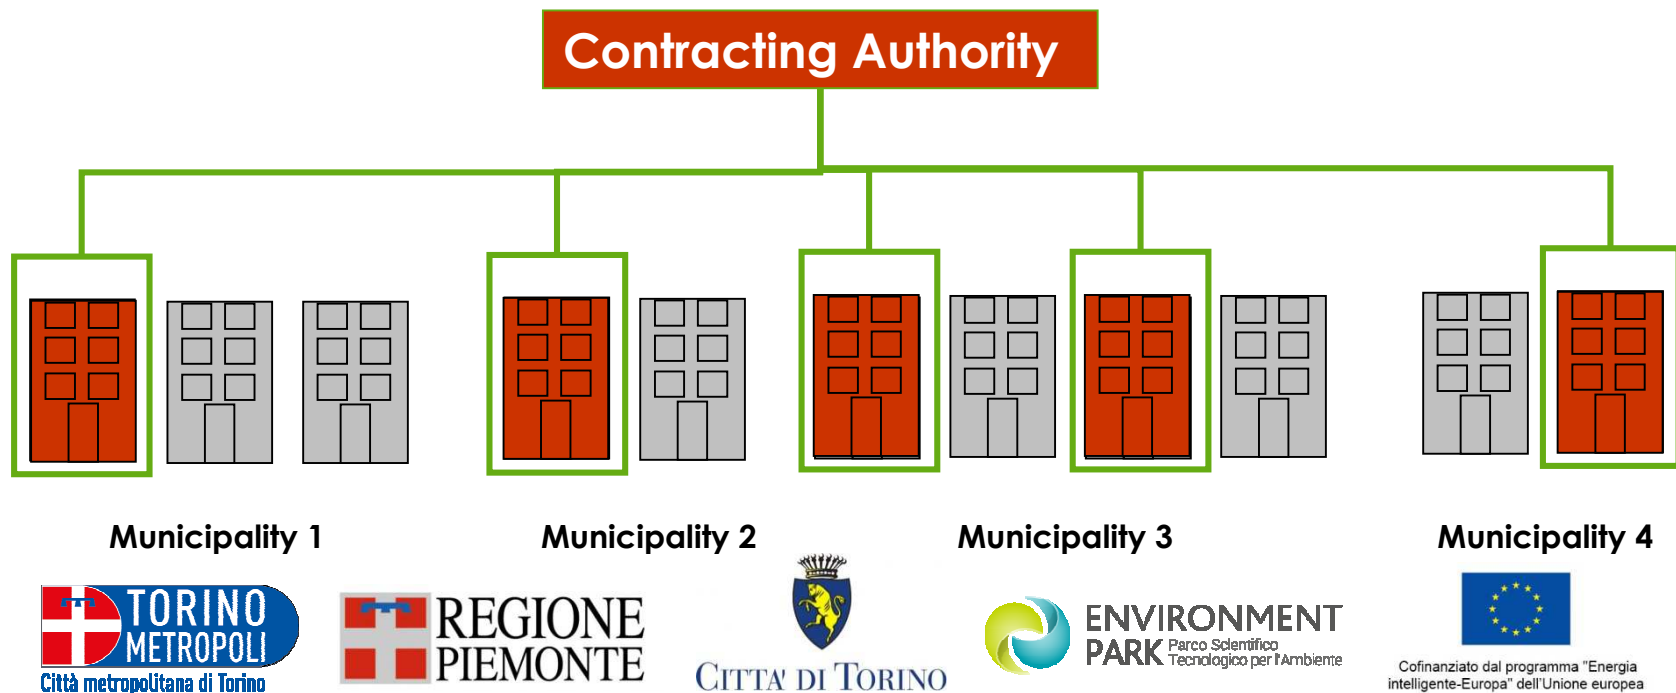 Contracting Authority
Municipality 1
Municipality 2
Municipality 3
Municipality 4
TORINO
METROPOLI
Città metropolitana di Torino
REGIONE
PIEMONTE
CITTA' DI TORINO
ENVIRONMENT
PARK Parco Scientifico
Tecnologico per l'Ambiente
Cofinanziato dal programma "Energia
intelligente-Europa" dell'Unione europea